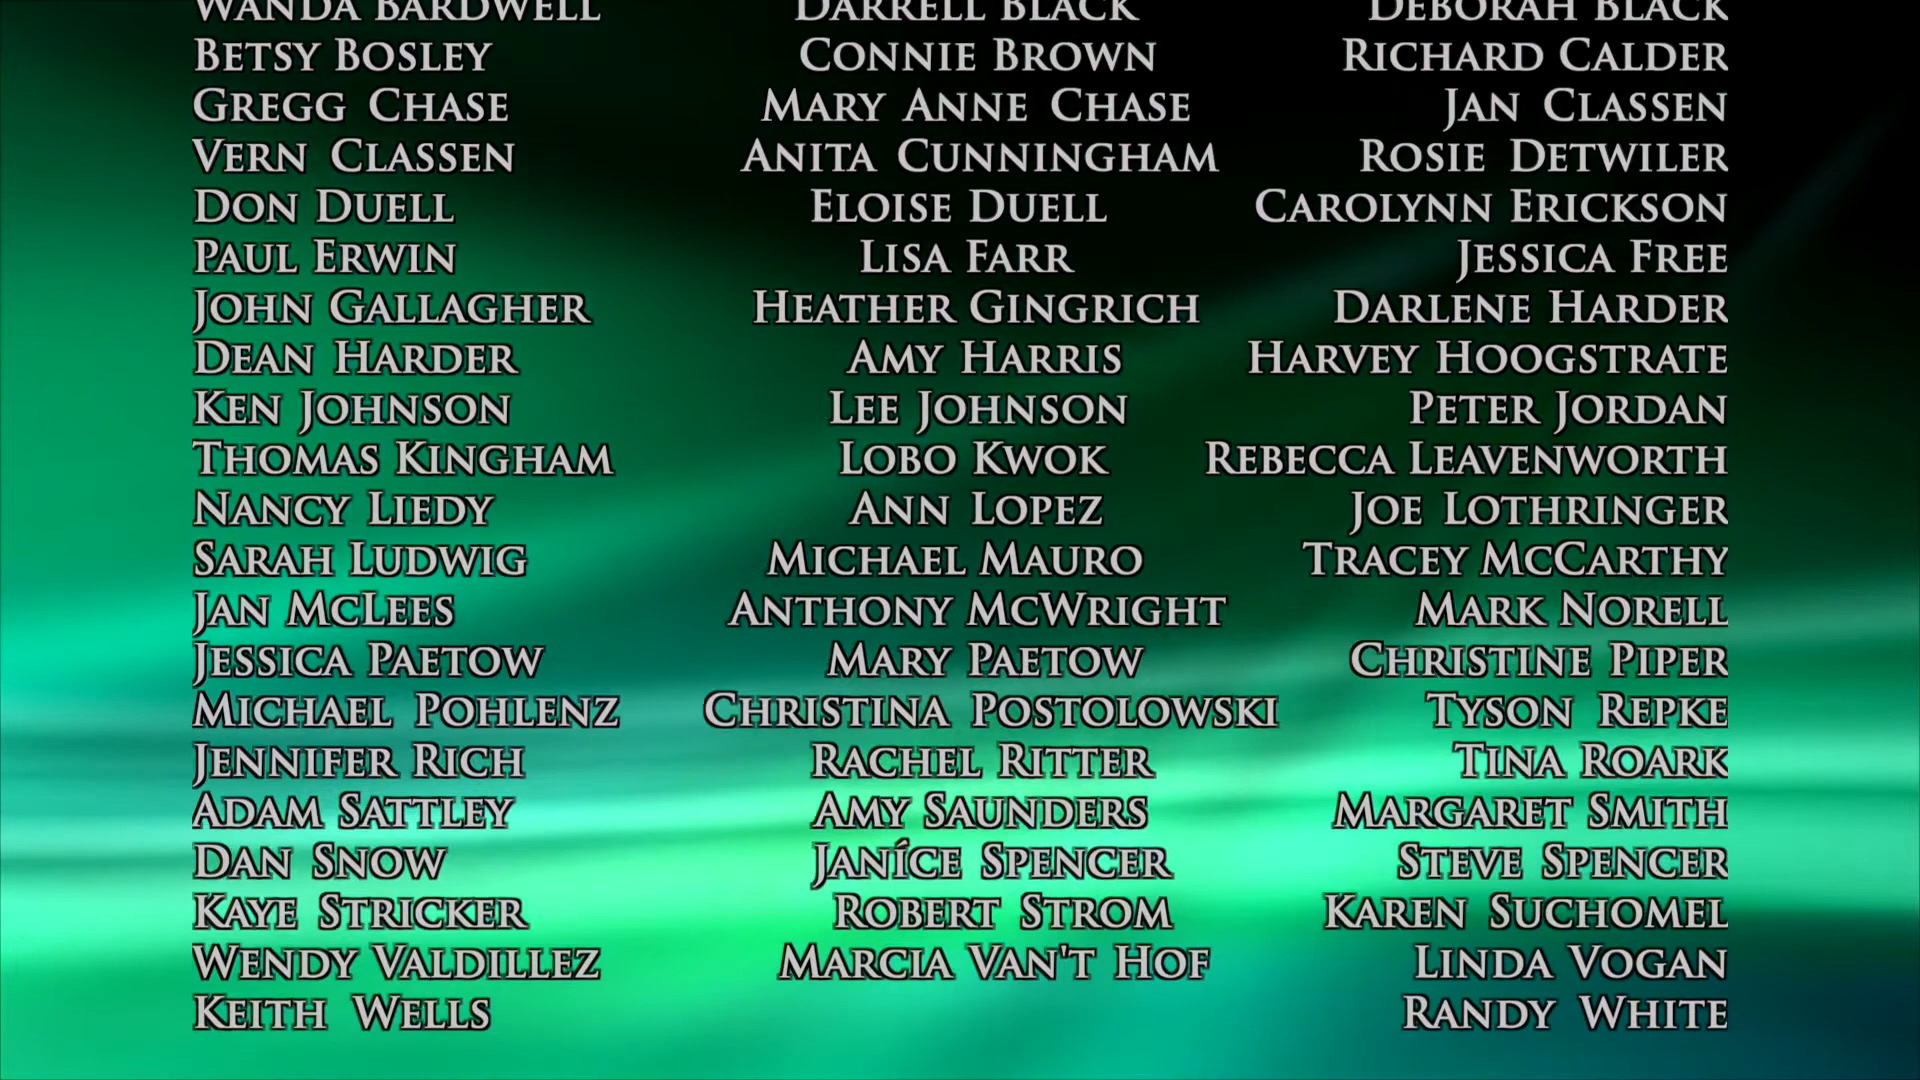 WANDA BARDWELL DARRELL BLACK DEBORAH BLACK
BETSY BOSLEY CONNIE BROWN RICHARD CALDER
GREGG CHASE MARY ANNE CHASE JAN CLASSEN
VERN CLASSEN ANITA CUNNINGHAM ROSIE DETWILER
DON DUELL ELOISE DUELL CAROLYNN ERICKSON
PAUL ERWIN LISA FARR JESSICA FREE
JOHN GALLAGHER HEATHER GINGRICH DARLENE HARDER
DEAN HARDER AMY HARRIS HARVEY HOOGSTRATE
KEN JOHNSON LEE JOHNSON PETER JORDAN
THOMAS KINGHAM LOBO KWOK REBECCA LEAVENWORTH
NANCY LIEDY ANN LOPEZ JOE LOTHRINGER
SARAH LUDWIG MICHAEL MAURO TRACEY MCCARTHY
JAN MCLEES ANTHONY MCWRIGHT MARK NORELL
JESSICA PAETOW MARY PAETOW CHRISTINE PIPER
MICHAEL POHLENZ CHRISTINA POSTOLOWSKI TYSON REPKE
JENNIFER RICH RACHEL RITTER TINA ROARK
ADAM SATTLEY AMY SAUNDERS MARGARET SMITH
DAN SNOW JANÍCE SPENCER STEVE SPENCER
KAYE STRICKER ROBERT STROM KAREN SUCHOMEL
WENDY VALDILLEZ MARCIA VAN'T HOF LINDA VOGAN
KEITH WELLS RANDY WHITE